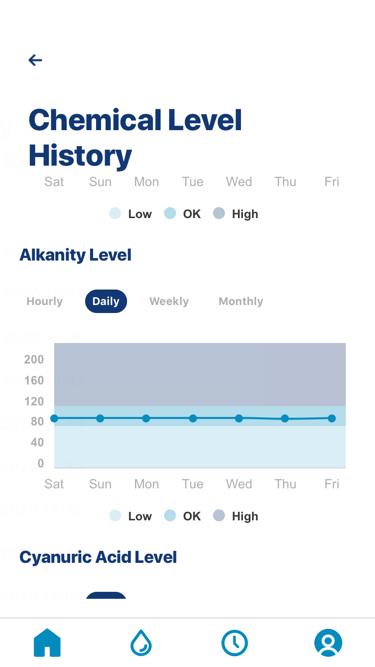 Chemical Level
History
Sat Sun Mon Tue Wed Thu Fri
Low OK High
Alkanity Level
Hourly Daily Weekly Monthly
200
160
120
80
40
0
Sat Sun Mon Tue Wed Thu Fri
Low OK High
Cyanuric Acid Level